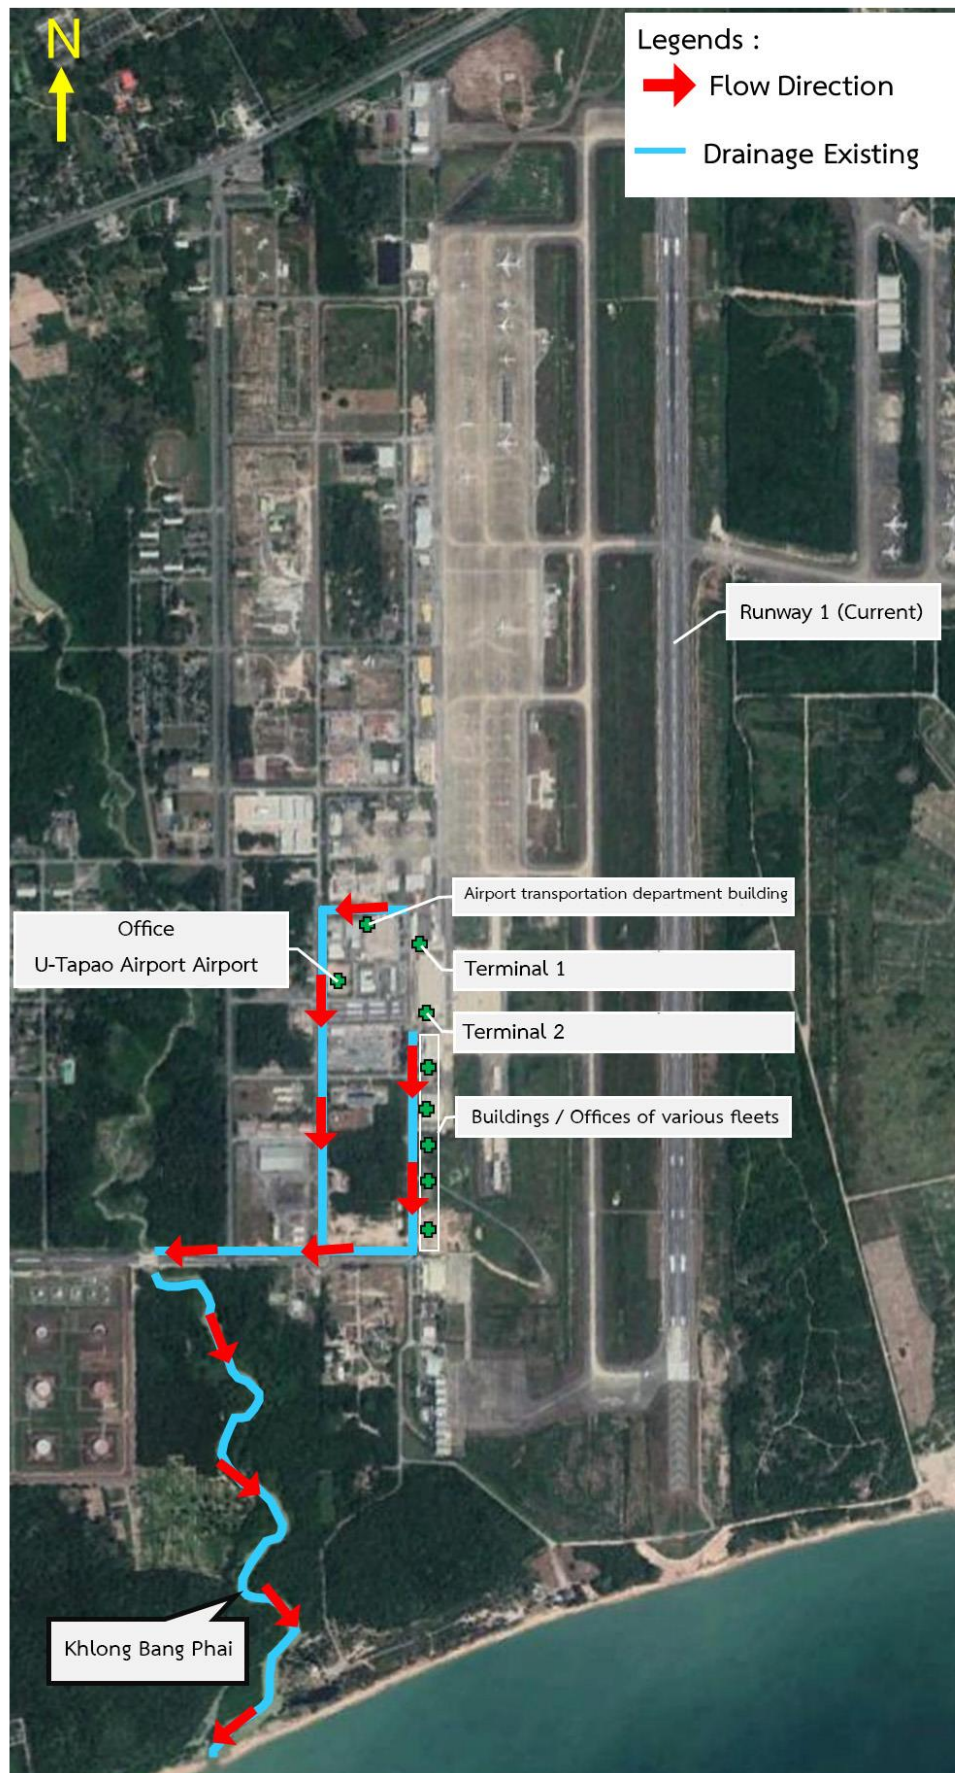 N
Legends :
Flow Direction
Drainage Existing
Runway 1 (Current)
Airport transportation department building
Office
U-Tapao Airport Airport
Terminal 1
Terminal 2
Buildings / Offices of various fleets
Khlong Bang Phai